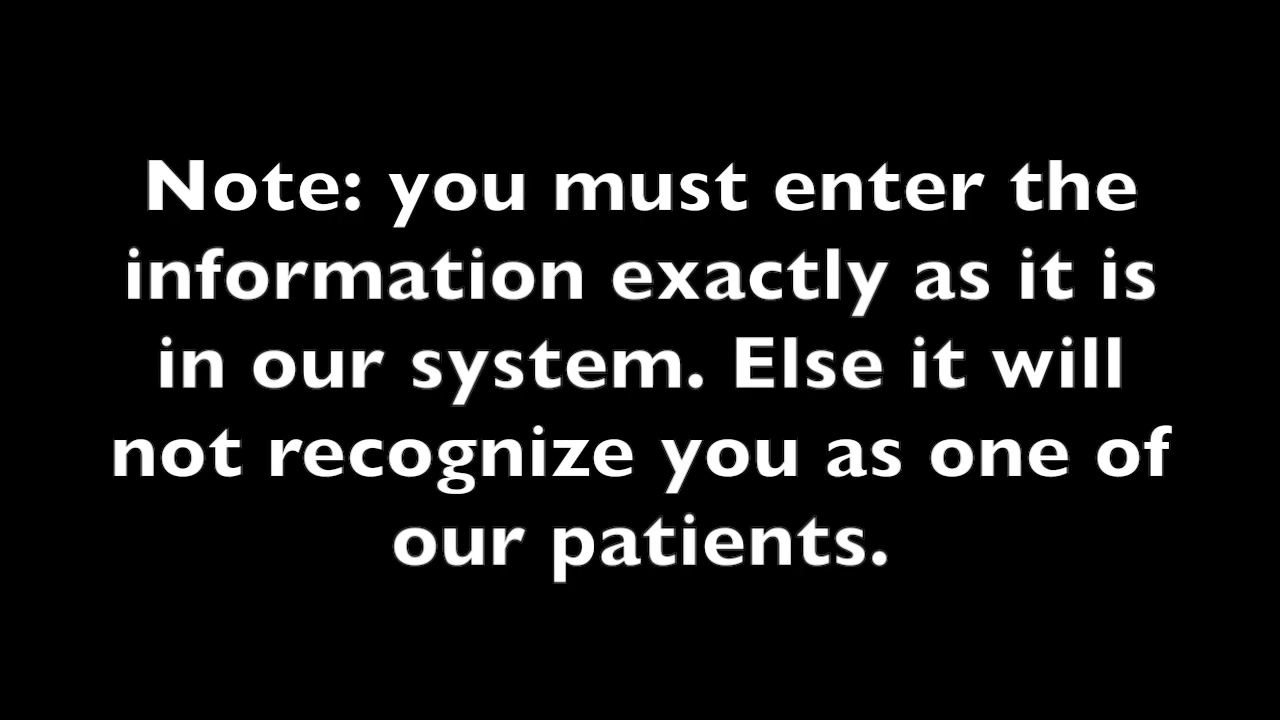 Note: you must enter the
information exactly as it is
in our system. Else it will
not recognize you as one of
our patients.